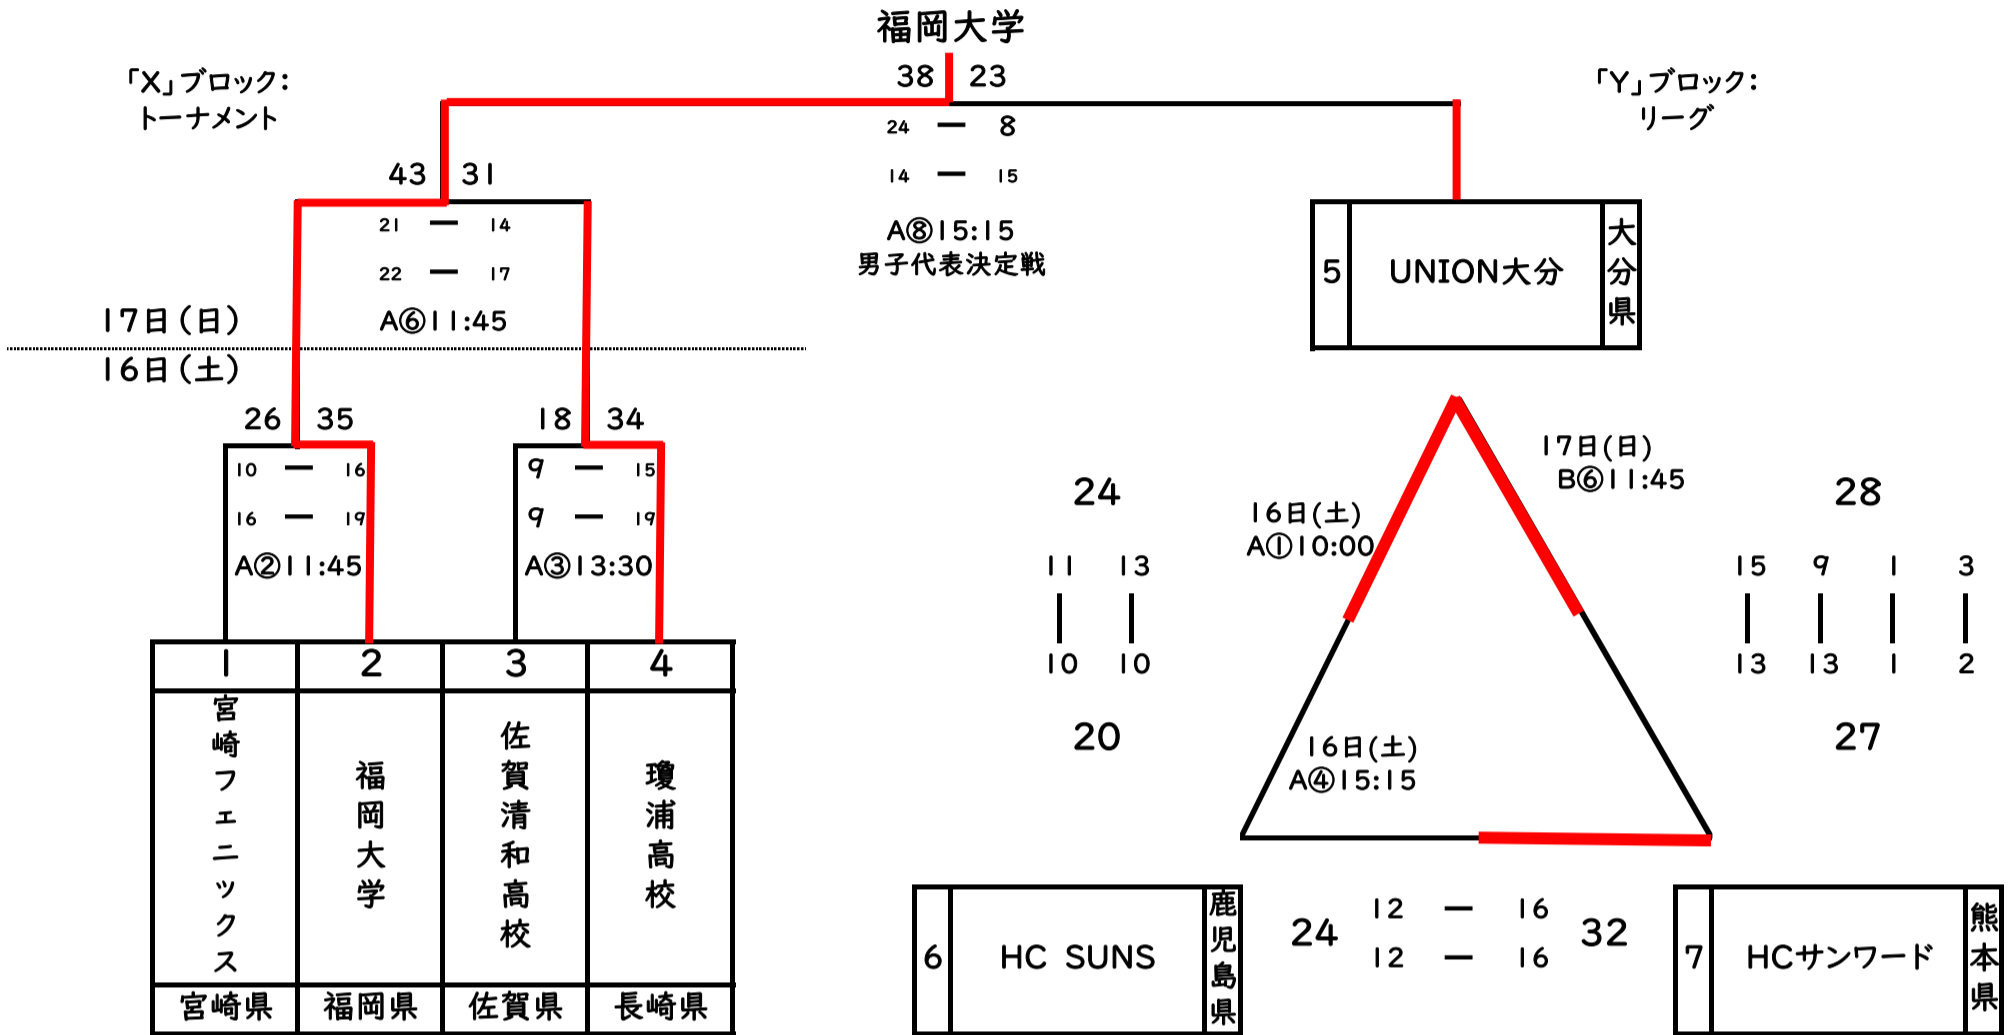 福岡大学
38 23
「X」ブロック:
トーナメント
「Y」ブロック:
リーグ
24 ー 8
14 ー 15
A⑧15:15
男子代表決定戦
43 31
21 ー 14
22 ー 17
A⑥11:45
17日(日)
16日(土)
26 35
10 ー 16
16 ー 19
A②11:45
18 34
9 ー 15
9 ー 19
A③13:30
1 2 3 4
宮崎フェニックス
福岡大学
佐賀清和高校
瓊浦高校
宮崎県 福岡県 佐賀県 長崎県
5 UNION大分 大分県
17日(日)
B⑥11:45
16日(土)
A①10:00
16日(土)
A④15:15
24
11 13
| |
10 10
20
28
15 9 1 3
| | | |
13 13 1 2
27
6 HC SUNS 鹿児島県
24 32
12 ー 16
12 ー 16
7 HCサンワード 熊本県